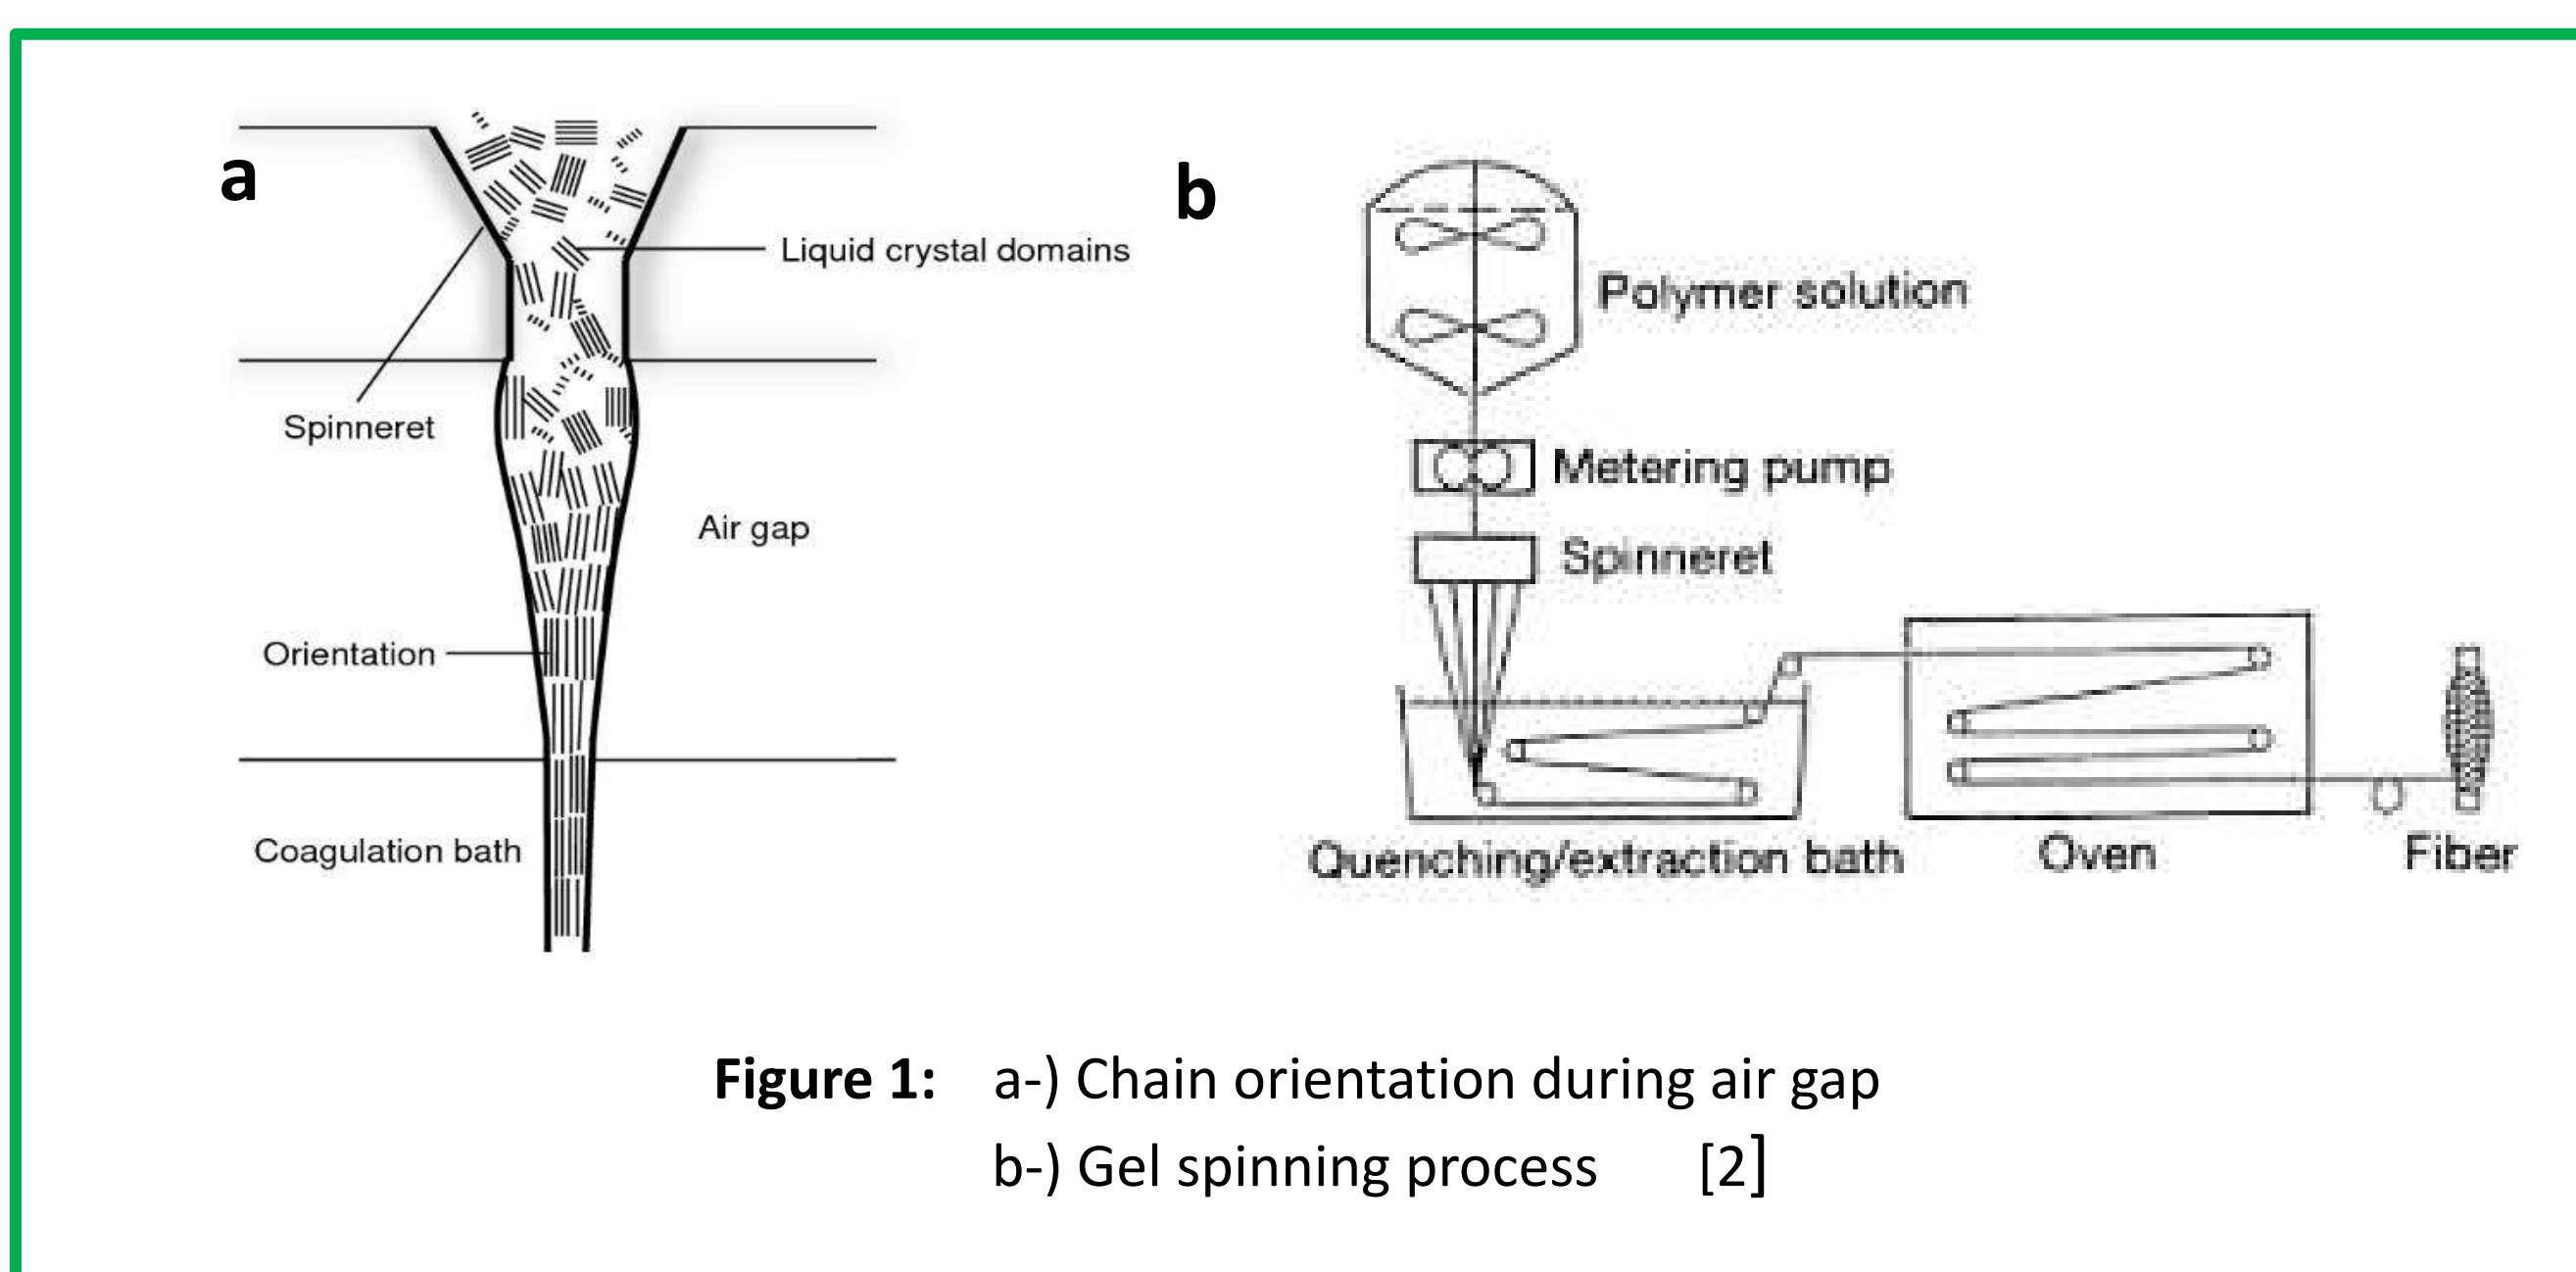 a
Liquid crystal domains
Spinneret
Air gap
Orientation
Coagulation bath
b
Polymer solution
Metering pump
Spinneret
Quenching/extraction bath
Oven
Fiber
Figure 1: a-) Chain orientation during air gap
b-) Gel spinning process [2]